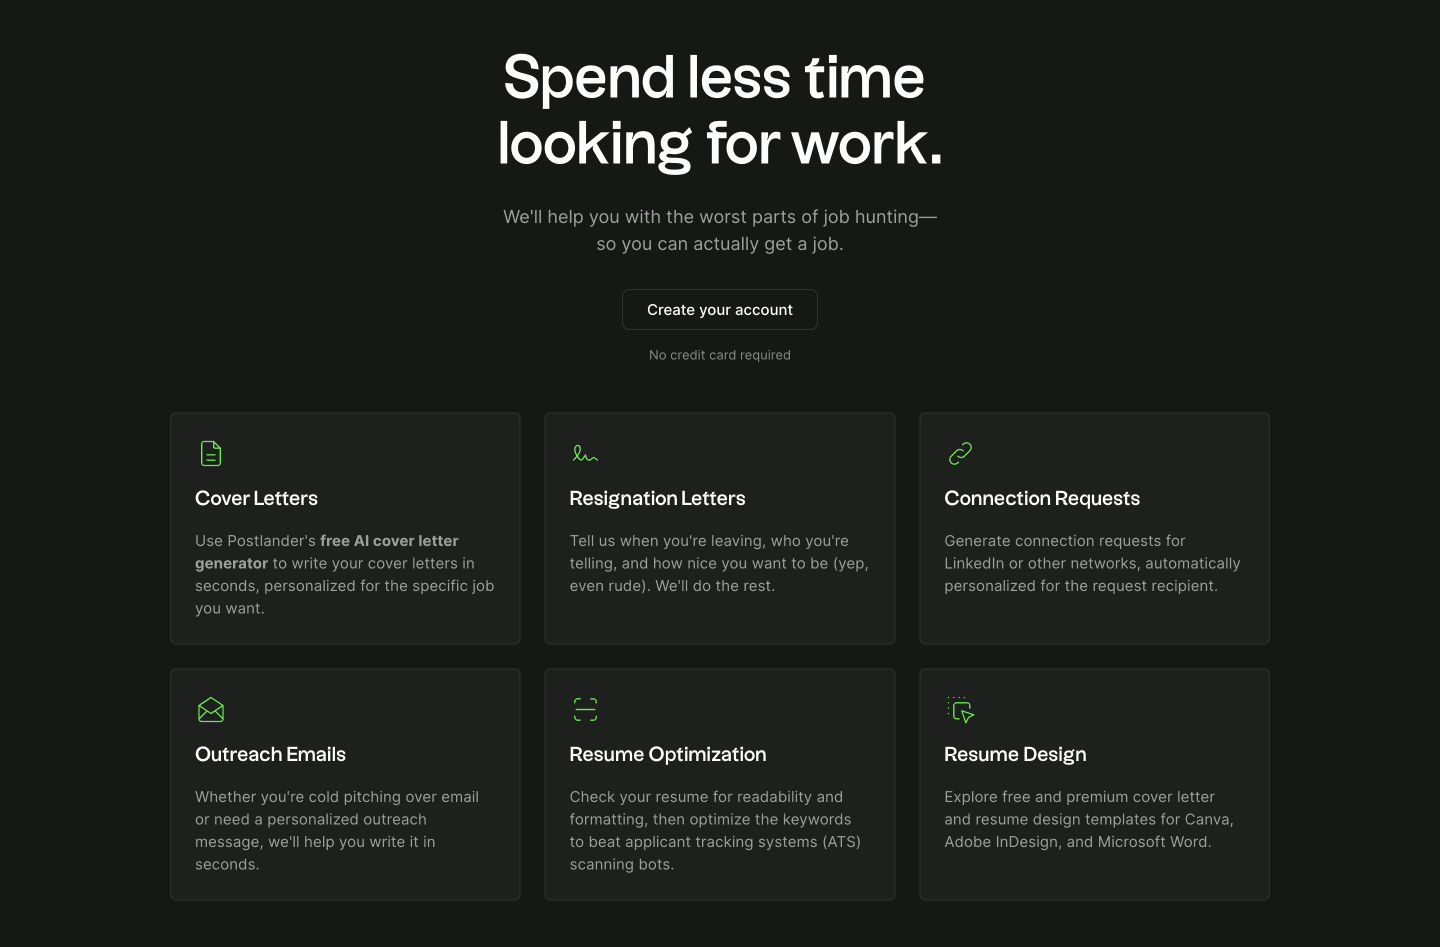 Spend less time
looking for work.
We'll help you with the worst parts of job hunting—
so you can actually get a job.
Create your account
No credit card required
Cover Letters
Use Postlander's free AI cover letter
generator to write your cover letters in
seconds, personalized for the specific job
you want.
Resignation Letters
Tell us when you're leaving, who you're
telling, and how nice you want to be (yep,
even rude). We'll do the rest.
Connection Requests
Generate connection requests for
LinkedIn or other networks, automatically
personalized for the request recipient.
Outreach Emails
Whether you're cold pitching over email
or need a personalized outreach
message, we'll help you write it in
seconds.
Resume Optimization
Check your resume for readability and
formatting, then optimize the keywords
to beat applicant tracking systems (ATS)
scanning bots.
Resume Design
Explore free and premium cover letter
and resume design templates for Canva,
Adobe InDesign, and Microsoft Word.